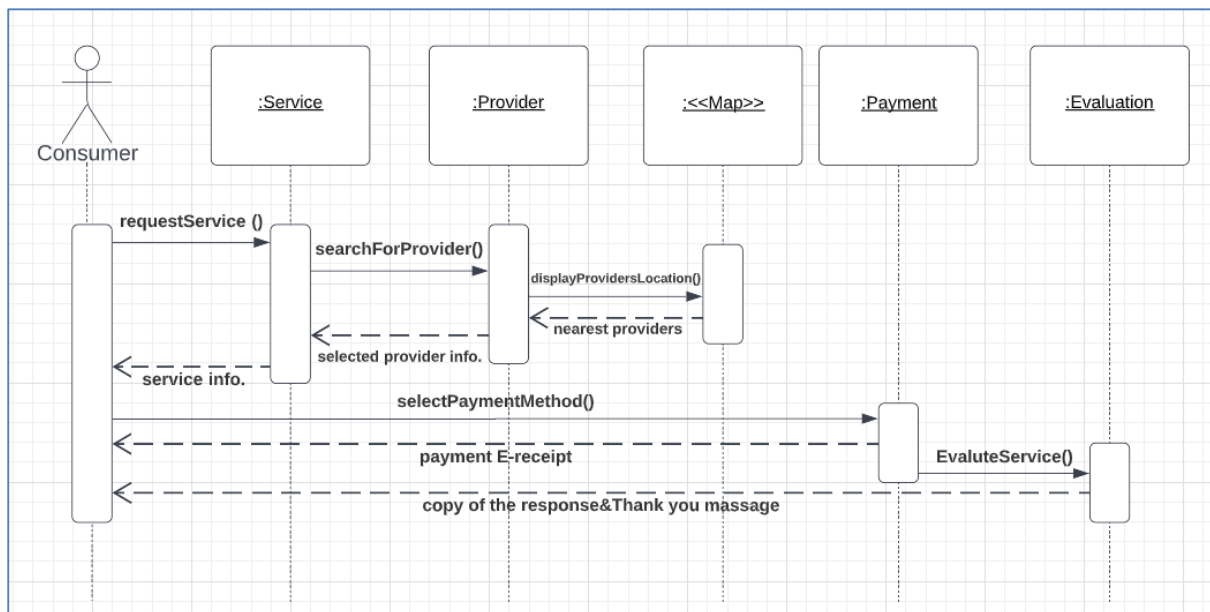 Consumer
:Service
:Provider
:<<Map>>
:Payment
:Evaluation
requestService ()
searchForProvider()
displayProvidersLocation()
nearest providers
selected provider info.
service info.
selectPaymentMethod()
payment E-receipt
EvaluteService()
copy of the response&Thank you massage